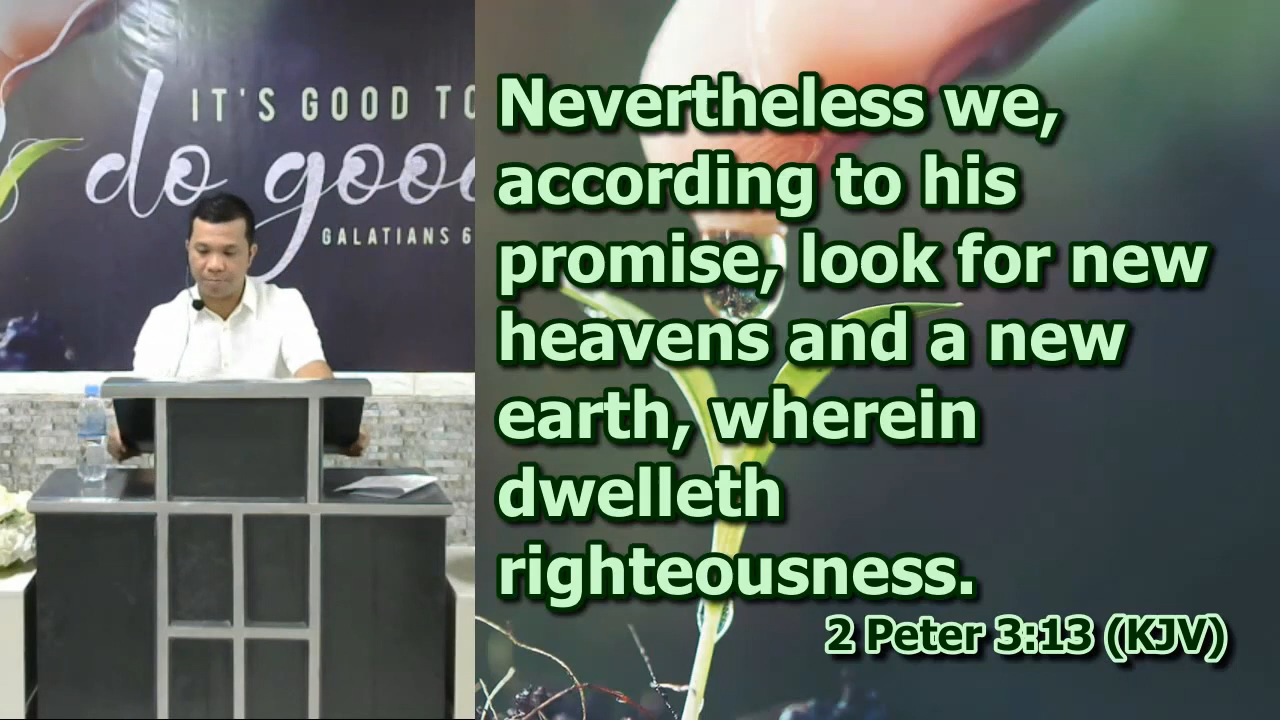 IT'S GOOD TO
do good
GALATIANS 6
Nevertheless we,
according to his
promise, look for new
heavens and a new
earth, wherein
dwelleth
righteousness.
2 Peter 3:13 (KJV)